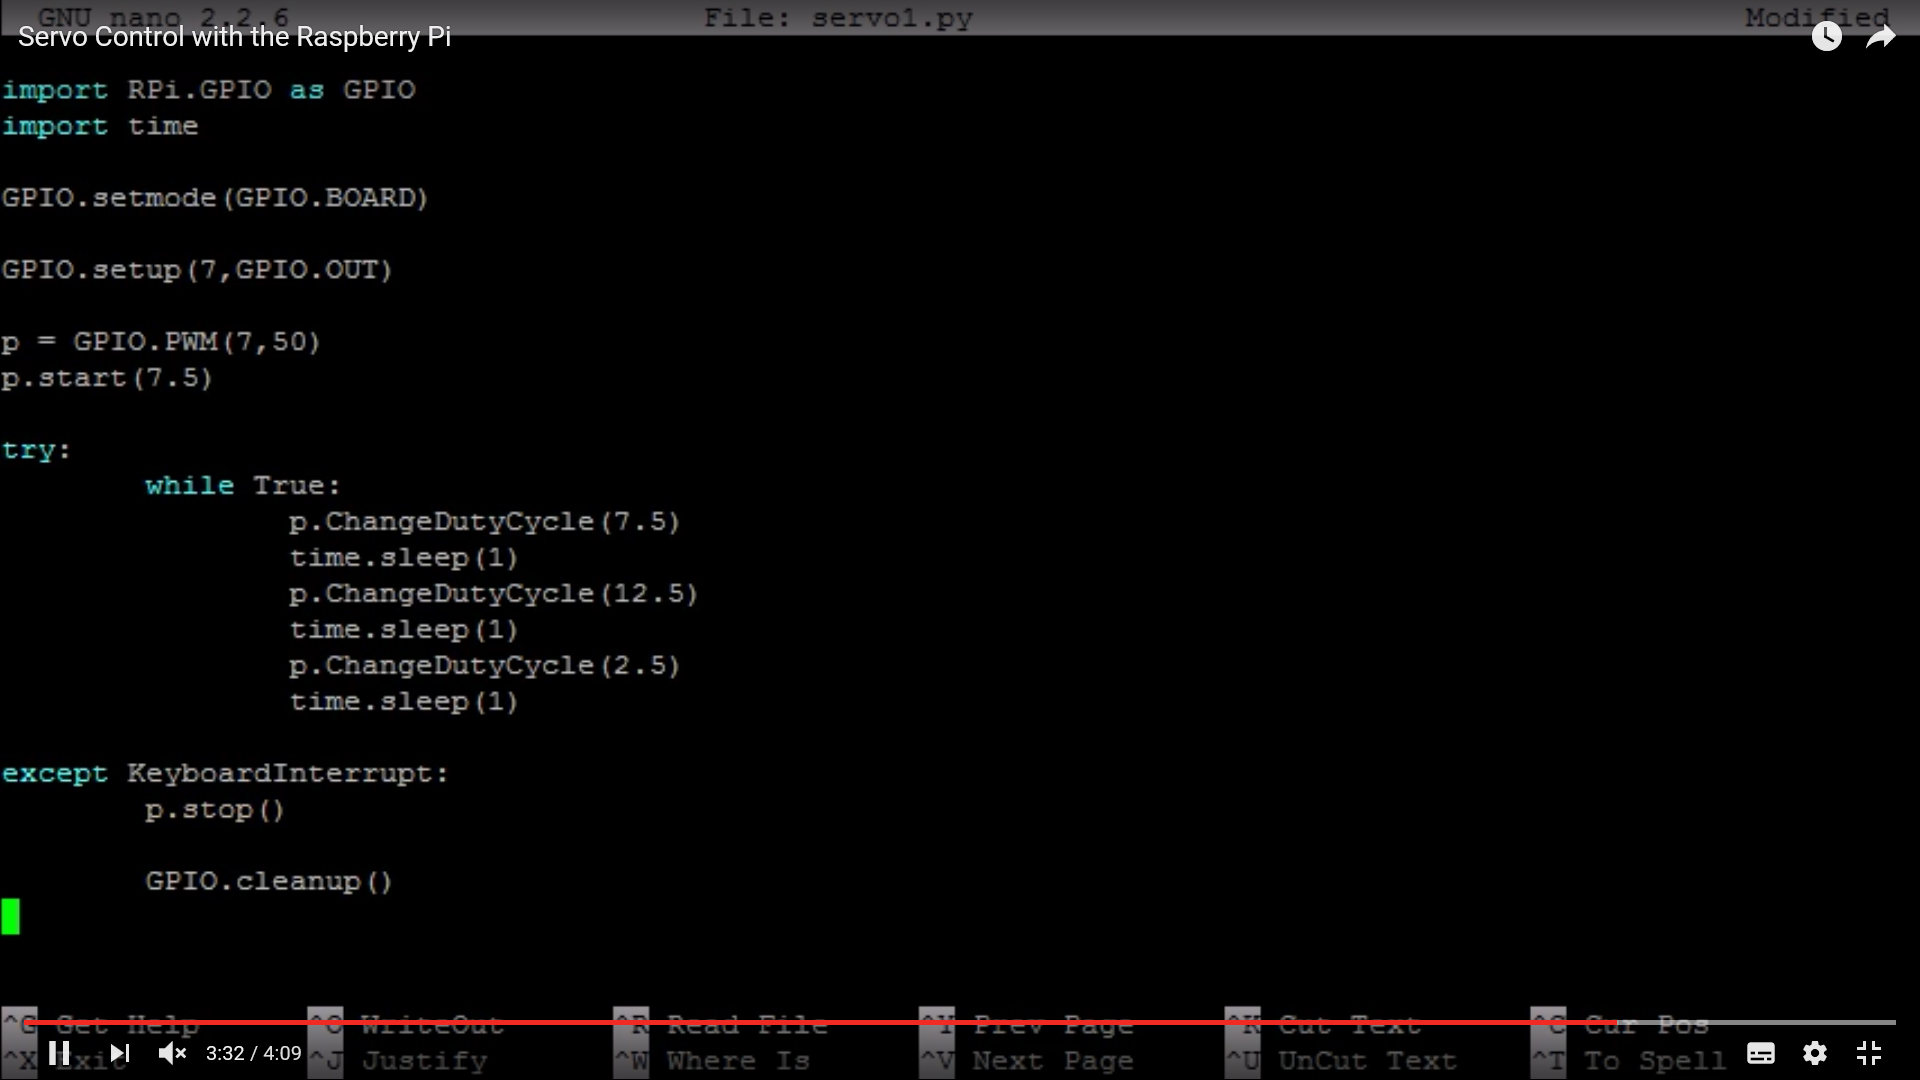 GNU nano 2.2.6 File: servo1.py Modified
Servo Control with the Raspberry Pi
import RPi.GPIO as GPIO
import time
GPIO.setmode(GPIO.BOARD)
GPIO.setup(7,GPIO.OUT)
p = GPIO.PWM(7,50)
p.start(7.5)
try:
while True:
p.ChangeDutyCycle(7.5)
time.sleep(1)
p.ChangeDutyCycle(12.5)
time.sleep(1)
p.ChangeDutyCycle(2.5)
time.sleep(1)
except KeyboardInterrupt:
p.stop()
GPIO.cleanup()
^G Get Help ^O WriteOut ^R Read File ^Y Prev Page ^K Cut Text ^C Cur Pos
^X Exit ^J Justify ^W Where Is ^V Next Page ^U UnCut Text ^T To Spell
3:32 / 4:09